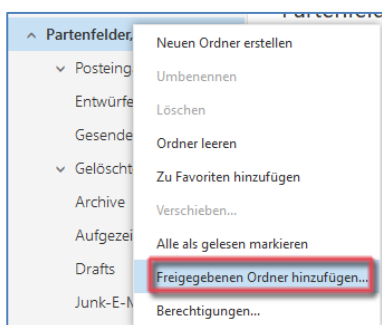 Partenfelder,
Posteing
Entwürfe
Gesende
Gelöscht
Archive
Aufgezei
Drafts
Junk-E-M
Neuen Ordner erstellen
Umbenennen
Löschen
Ordner leeren
Zu Favoriten hinzufügen
Verschieben...
Alle als gelesen markieren
Freigegebenen Ordner hinzufügen...
Berechtigungen...